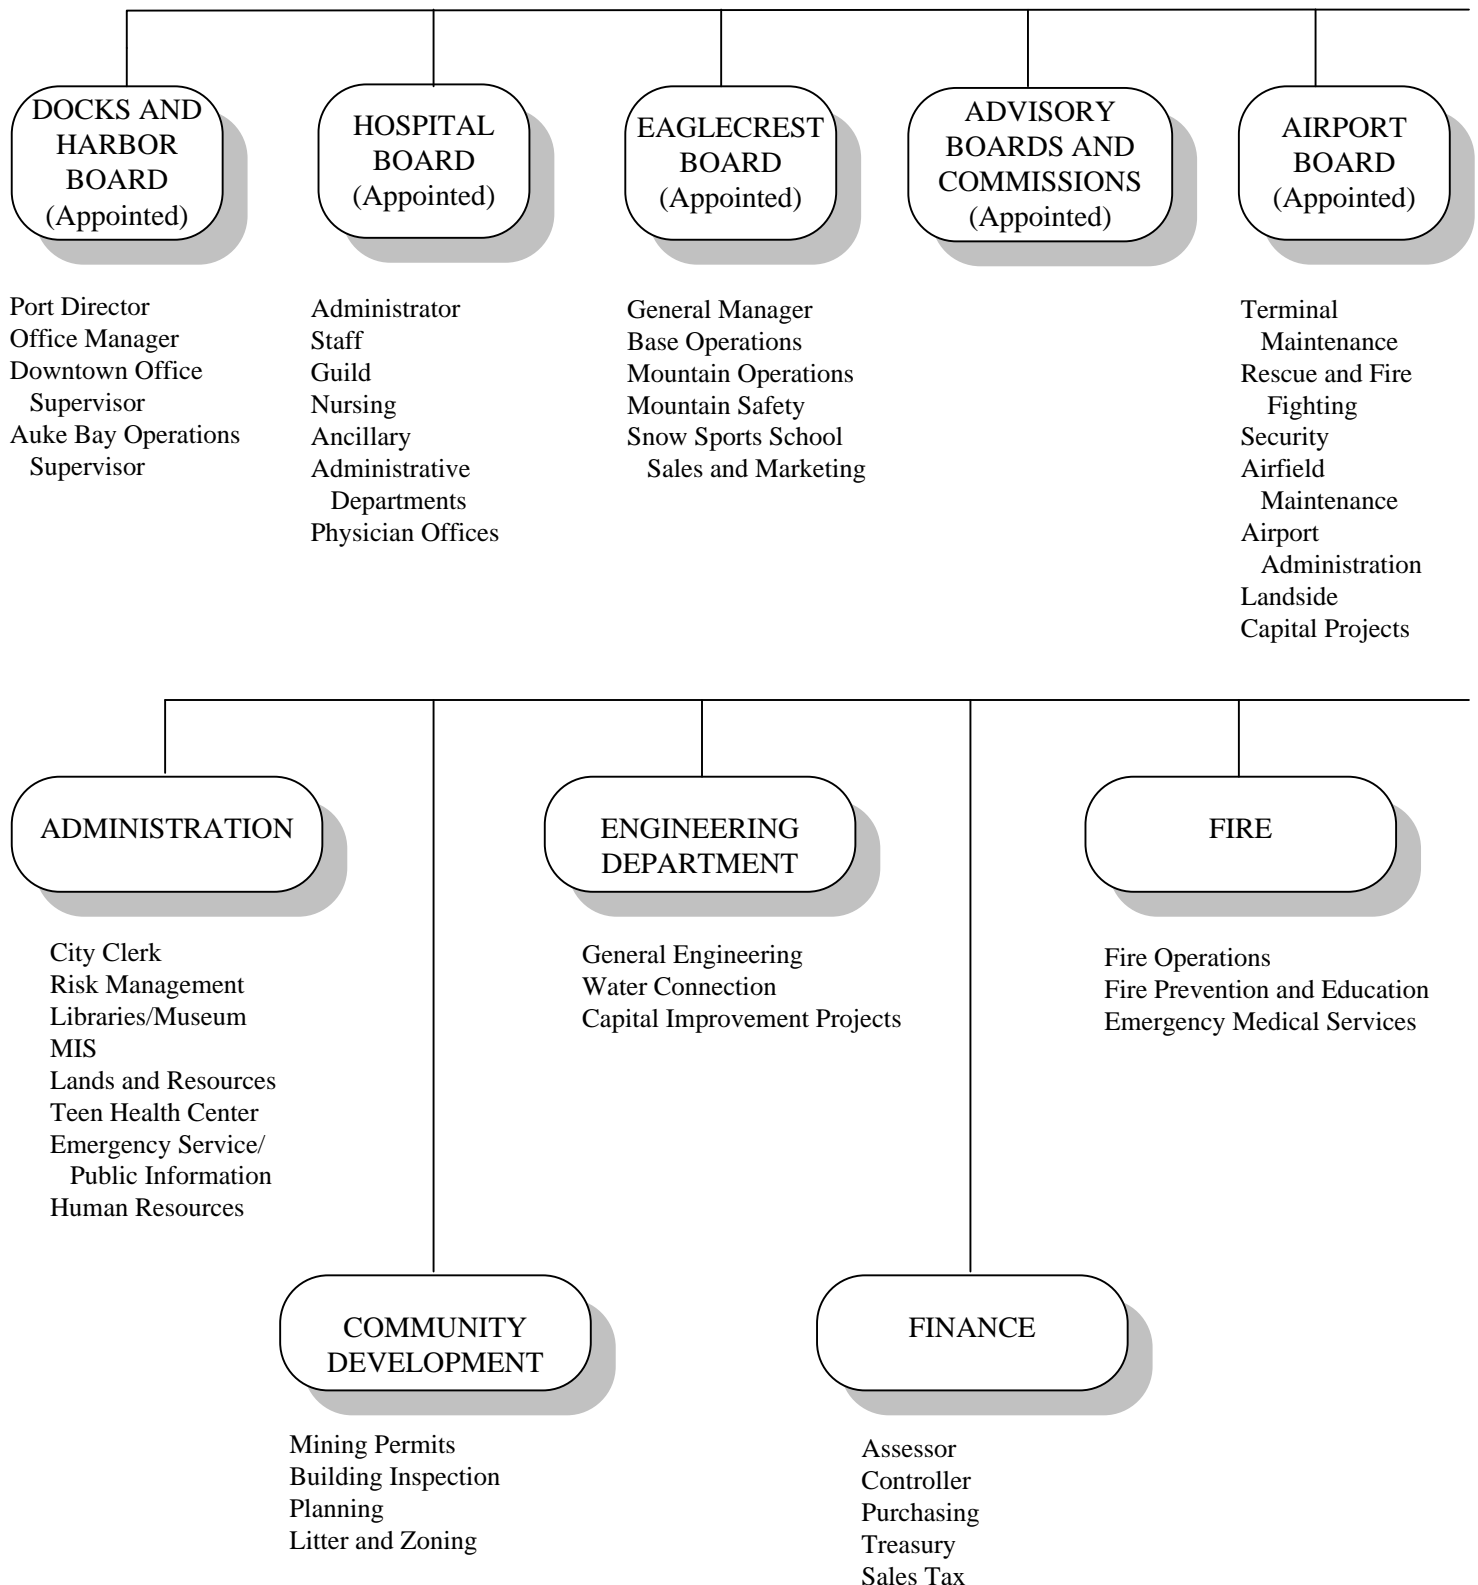 DOCKS AND
HARBOR
BOARD
(Appointed)
HOSPITAL
BOARD
(Appointed)
EAGLECREST
BOARD
(Appointed)
ADVISORY
BOARDS AND
COMMISSIONS
(Appointed)
AIRPORT
BOARD
(Appointed)
Port Director
Office Manager
Downtown Office
Supervisor
Auke Bay Operations
Supervisor
Administrator
Staff
Guild
Nursing
Ancillary
Administrative
Departments
Physician Offices
General Manager
Base Operations
Mountain Operations
Mountain Safety
Snow Sports School
Sales and Marketing
Terminal
Maintenance
Rescue and Fire
Fighting
Security
Airfield
Maintenance
Airport
Administration
Landside
Capital Projects
ADMINISTRATION
ENGINEERING
DEPARTMENT
FIRE
City Clerk
Risk Management
Libraries/Museum
MIS
Lands and Resources
Teen Health Center
Emergency Service/
Public Information
Human Resources
General Engineering
Water Connection
Capital Improvement Projects
Fire Operations
Fire Prevention and Education
Emergency Medical Services
COMMUNITY
DEVELOPMENT
FINANCE
Mining Permits
Building Inspection
Planning
Litter and Zoning
Assessor
Controller
Purchasing
Treasury
Sales Tax